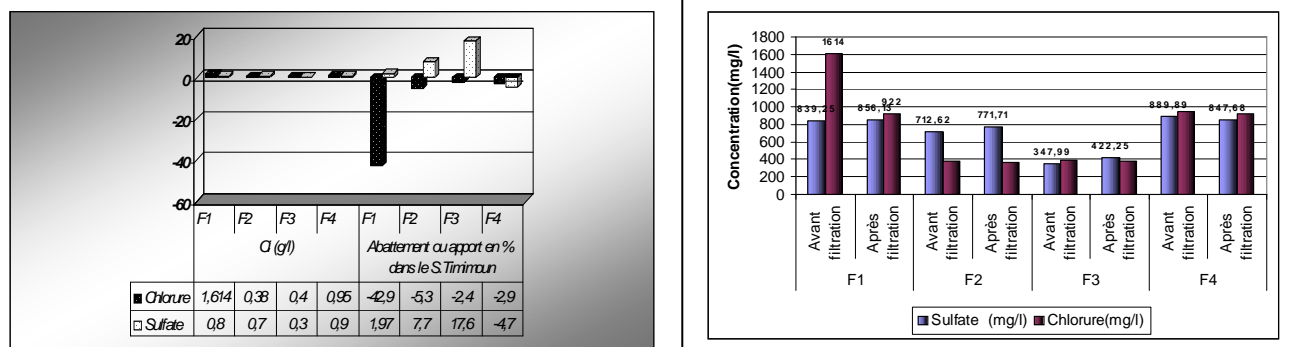 20
0
-20
-40
-60
F1 F2 F3 F4 F1 F2 F3 F4
Ci (g/l) Abattement ou apport en %
dans le S.Timimoun
Chlorure 1,614 0,38 0,4 0,95 -42,9 -5,3 -2,4 -2,9
Sulfate 0,8 0,7 0,3 0,9 1,97 7,7 17,6 -4,7
Concentration(mg/l)
1800
1600
1400
1200
1000
800
600
400
200
0
839,25
1614
856,13
922
712,62
771,71
347,99
422,25
889,89
847,68
Avant filtration
Après filtration
Avant filtration
Après filtration
Avant filtration
Après filtration
Avant filtration
Après filtration
F1 F2 F3 F4
Sulfate (mg/l) Chlorure(mg/l)